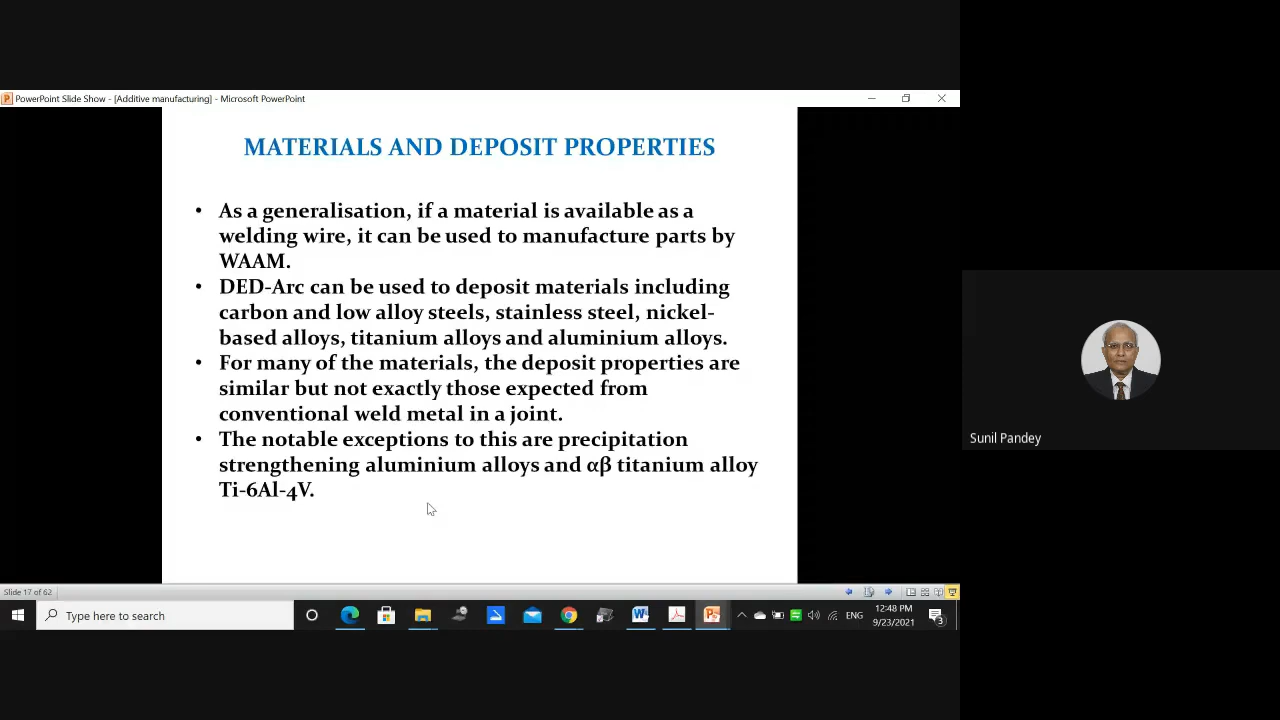 PowerPoint Slide Show - [Additive manufacturing] - Microsoft PowerPoint
MATERIALS AND DEPOSIT PROPERTIES
• As a generalisation, if a material is available as a
welding wire, it can be used to manufacture parts by
WAAM.
• DED-Arc can be used to deposit materials including
carbon and low alloy steels, stainless steel, nickel-
based alloys, titanium alloys and aluminium alloys.
• For many of the materials, the deposit properties are
similar but not exactly those expected from
conventional weld metal in a joint.
• The notable exceptions to this are precipitation
strengthening aluminium alloys and αβ titanium alloy
Ti-6Al-4V.
Sunil Pandey
Slide 17 of 62
Type here to search
ENG
12:48 PM
9/23/2021
3